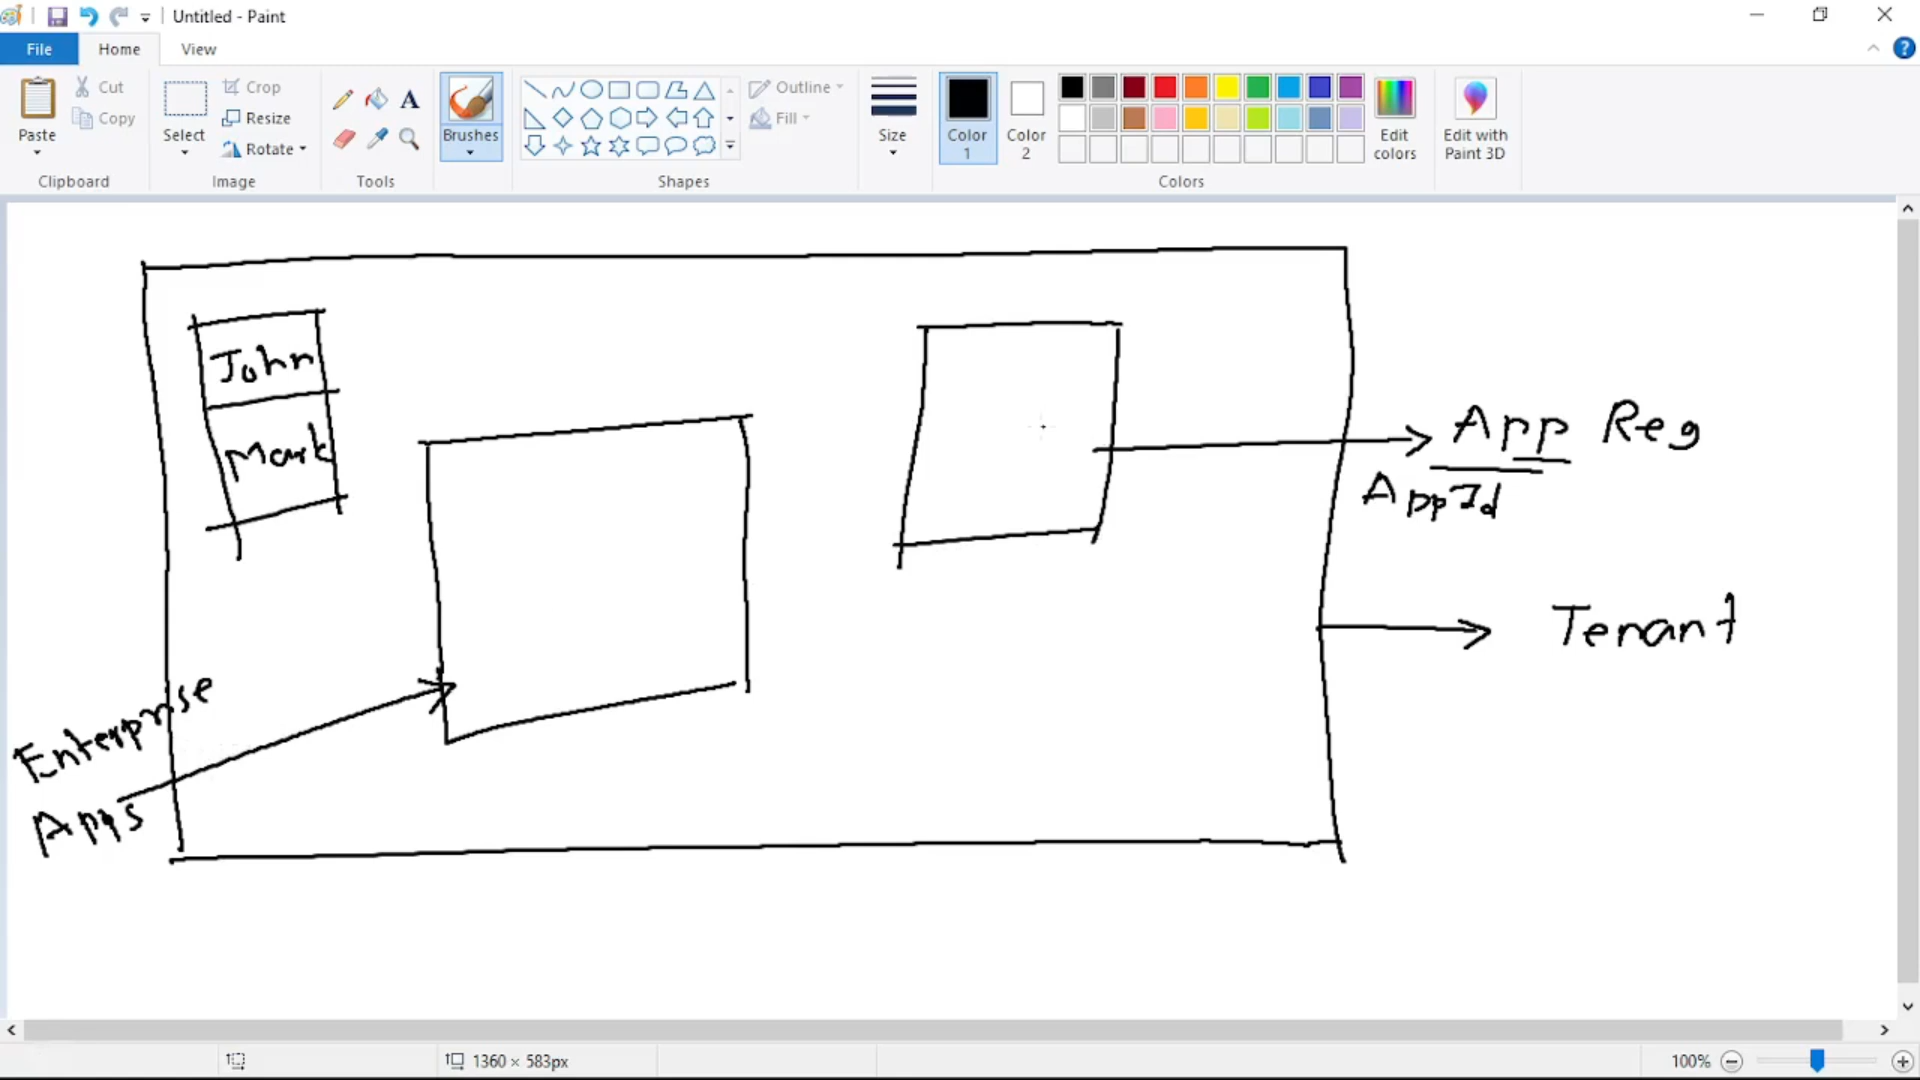 Untitled - Paint
File
Home
View
Paste
Cut
Copy
Clipboard
Select
Crop
Resize
Rotate
Image
Tools
Brushes
Shapes
Outline
Fill
Size
Color
1
Color
2
Edit
colors
Colors
Edit with
Paint 3D
John
Mark
App Reg
AppId
Tenant
Enterprise
Apps
1360 × 583px
100%